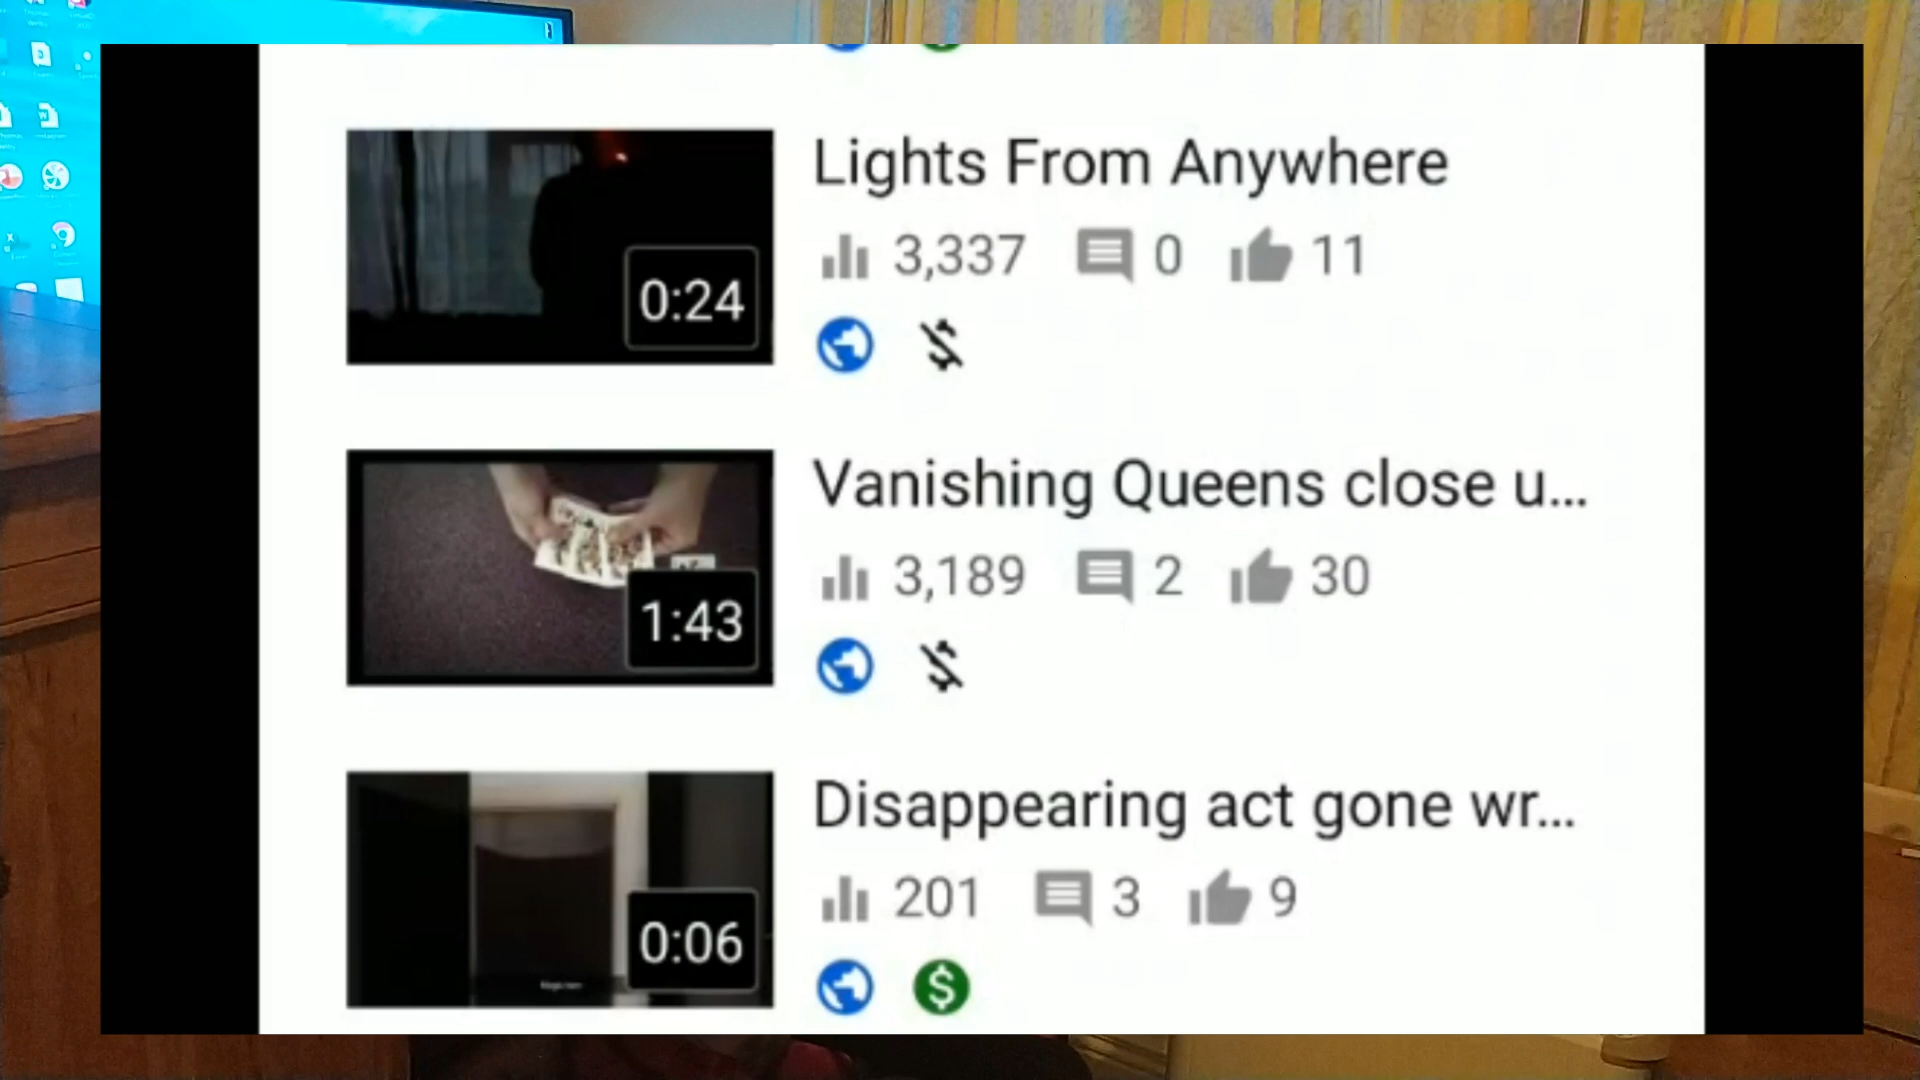 Lights From Anywhere
3,337 0 11
0:24
Vanishing Queens close u...
3,189 2 30
1:43
Disappearing act gone wr...
201 3 9
0:06